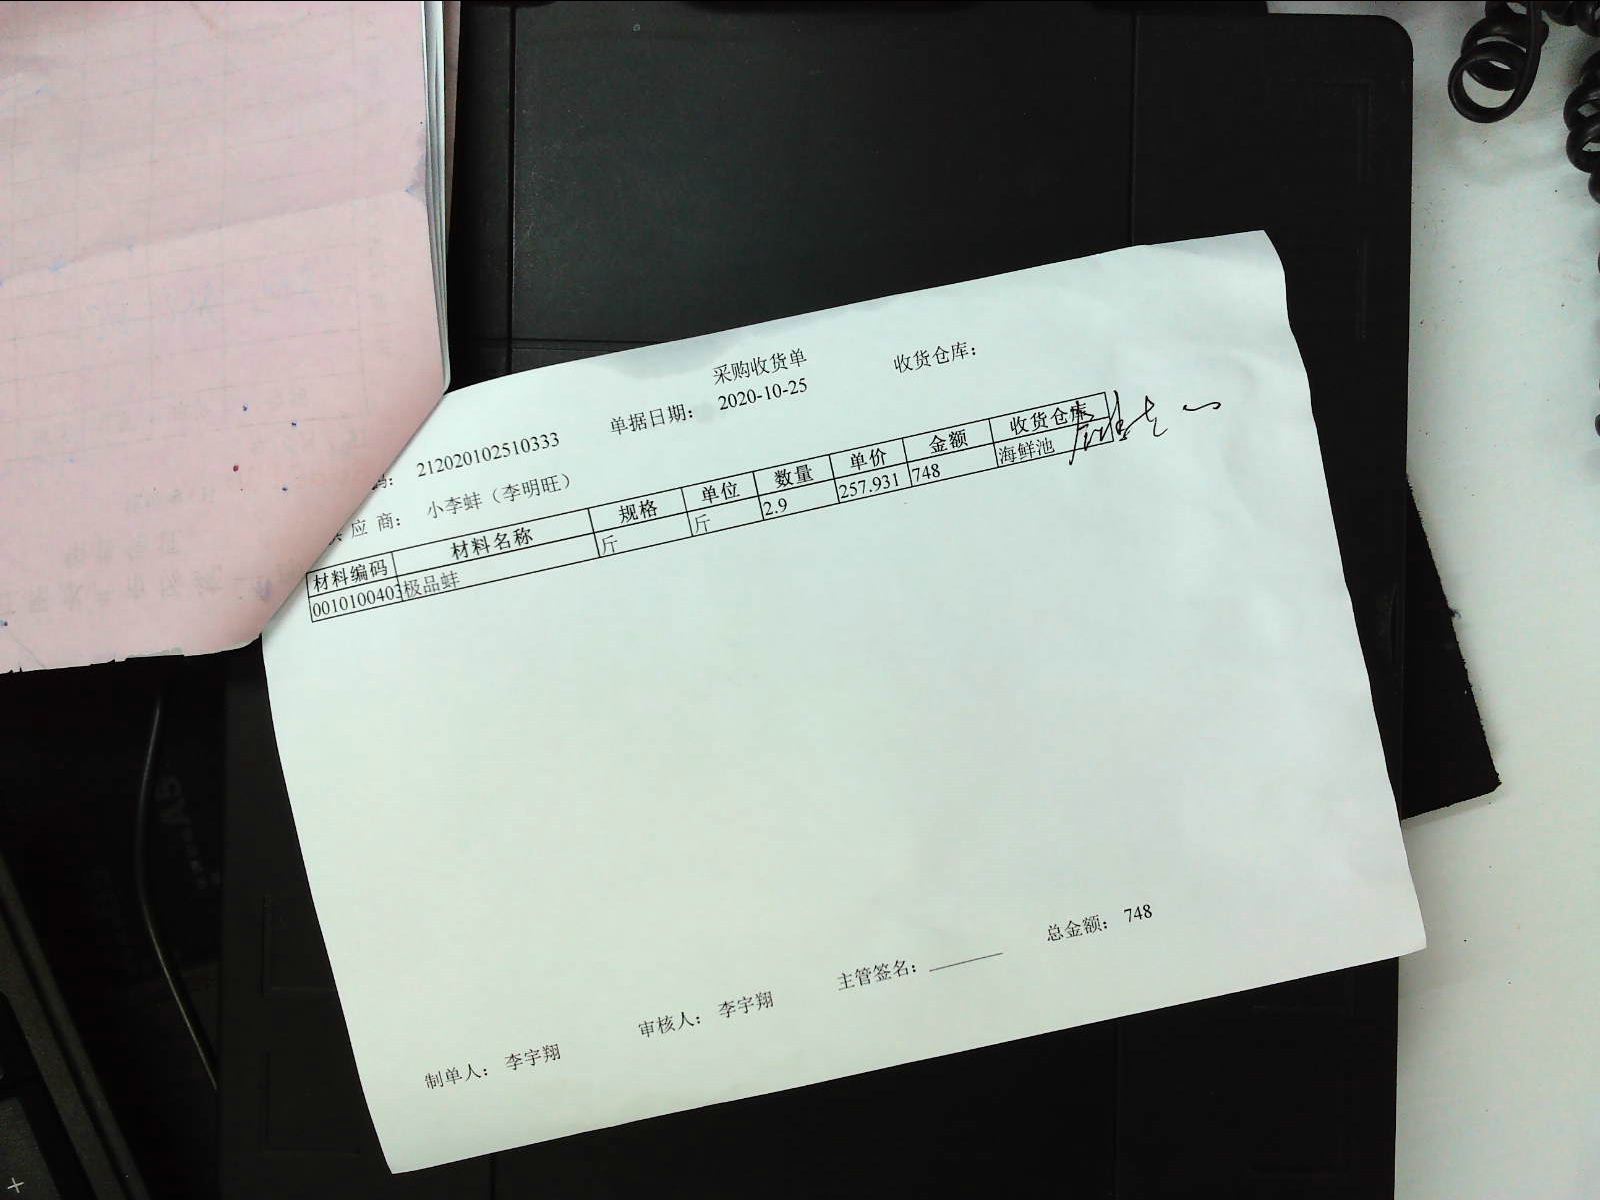 采购收货单
收货仓库：
单据日期： 2020-10-25
码： 212020102510333
供 应 商： 小李蚌（李明旺）
材料编码 材料名称 规格 单位 数量 单价 金额 收货仓库
0010100403 极品蚌 斤 斤 2.9 257.931 748 海鲜池
总金额： 748
主管签名：
审核人： 李宇翔
制单人： 李宇翔